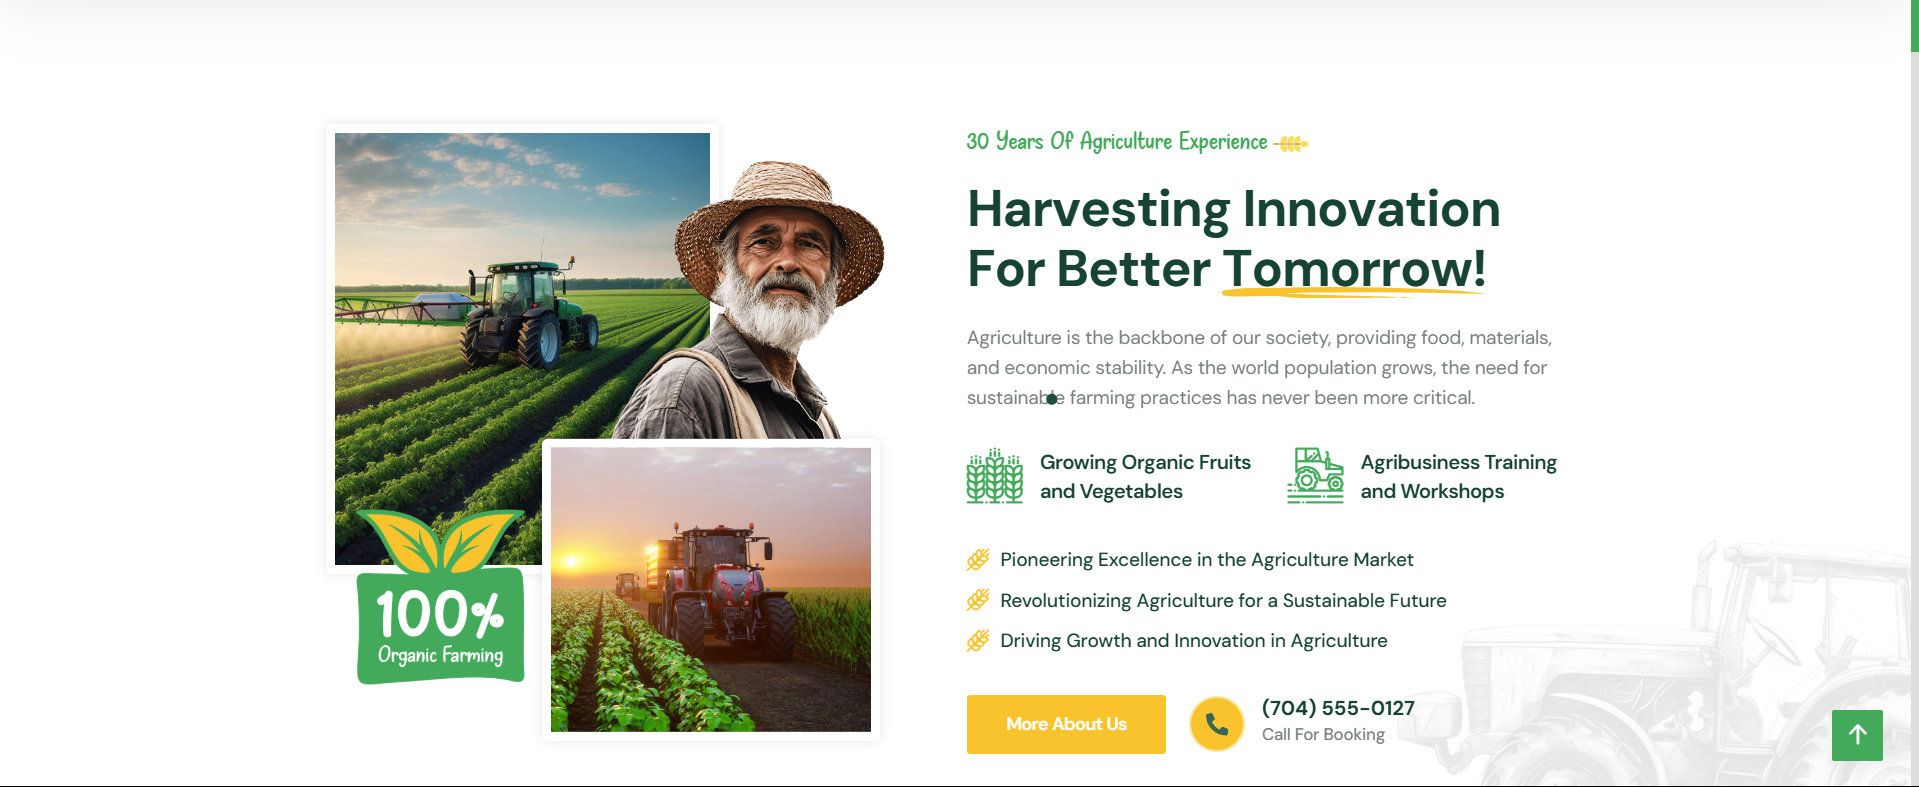 30 Years Of Agriculture Experience
Harvesting Innovation
For Better Tomorrow!
Agriculture is the backbone of our society, providing food, materials,
and economic stability. As the world population grows, the need for
sustainable farming practices has never been more critical.
Growing Organic Fruits
and Vegetables
Agribusiness Training
and Workshops
Pioneering Excellence in the Agriculture Market
Revolutionizing Agriculture for a Sustainable Future
Driving Growth and Innovation in Agriculture
More About Us
(704) 555-0127
Call For Booking
100%
Organic Farming